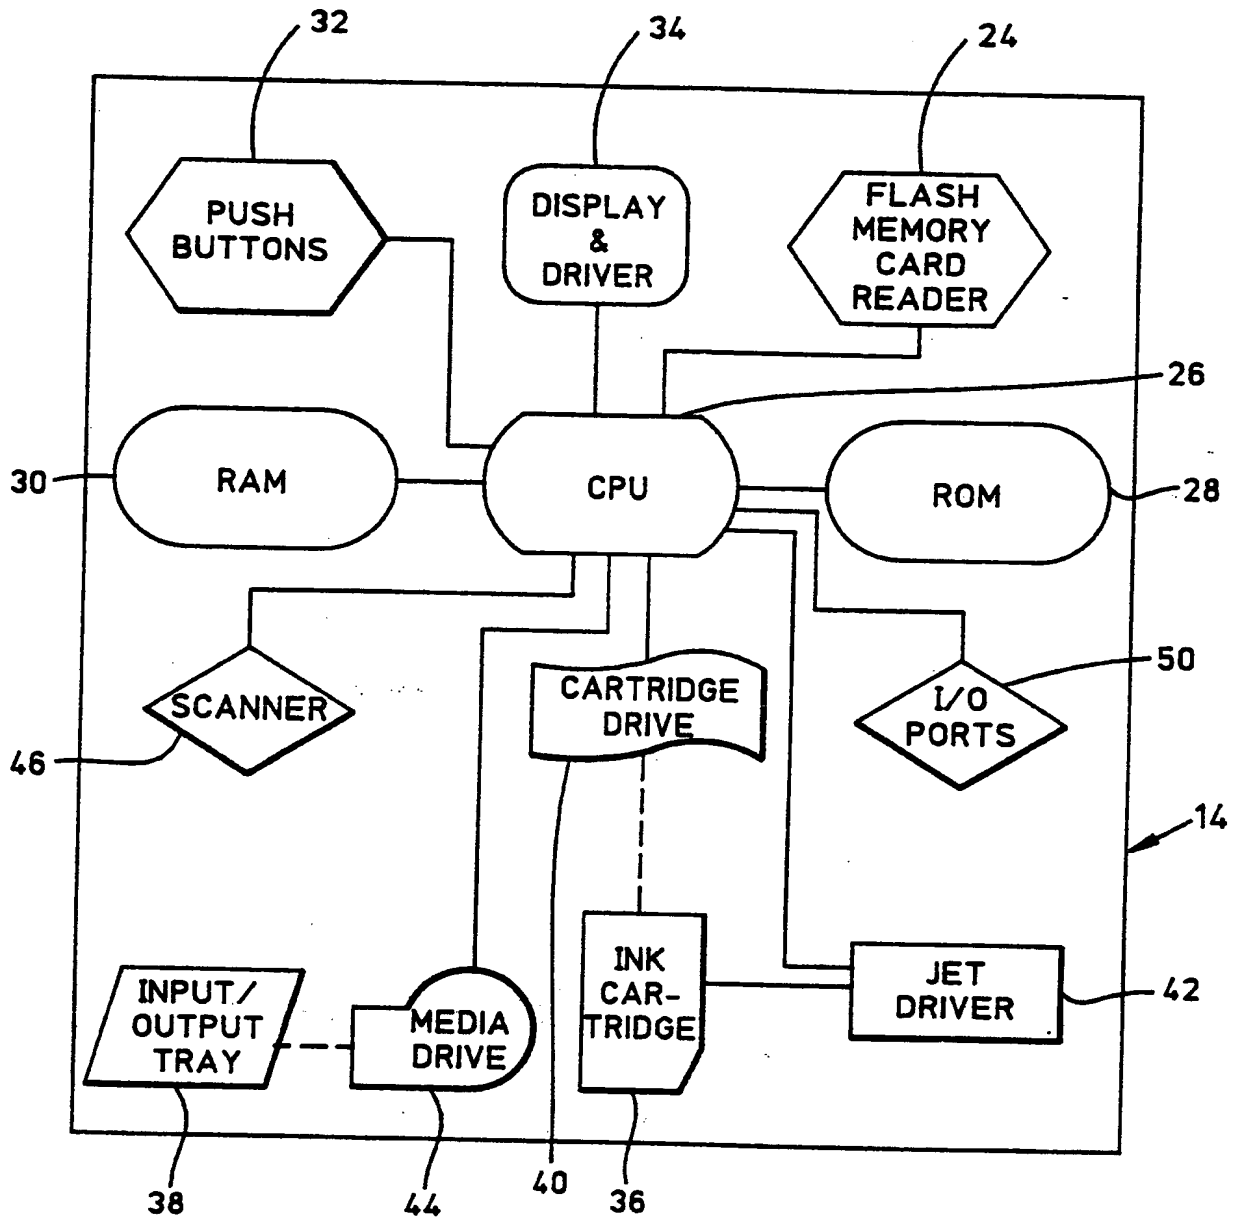 32
34
24
PUSH
BUTTONS
DISPLAY
&
DRIVER
FLASH
MEMORY
CARD
READER
26
30
RAM
CPU
ROM
28
SCANNER
46
CARTRIDGE
DRIVE
I/O
PORTS
50
14
INPUT/
OUTPUT
TRAY
MEDIA
DRIVE
INK
CAR-
TRIDGE
JET
DRIVER
42
38
44
40
36